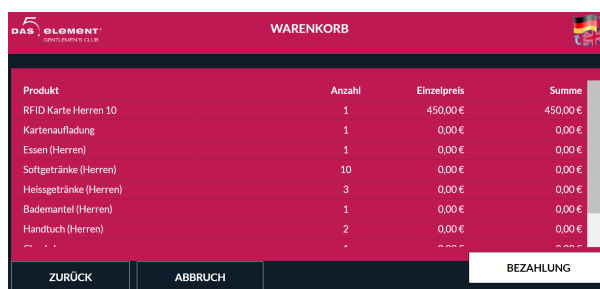 DAS 5. ELEMENT
GENTLEMEN'S CLUB
WARENKORB
Produkt Anzahl Einzelpreis Summe
RFID Karte Herren 10 1 450,00 € 450,00 €
Kartenaufladung 1 0,00 € 0,00 €
Essen (Herren) 1 0,00 € 0,00 €
Softgetränke (Herren) 10 0,00 € 0,00 €
Heissgetränke (Herren) 3 0,00 € 0,00 €
Bademantel (Herren) 1 0,00 € 0,00 €
Handtuch (Herren) 2 0,00 € 0,00 €
ZURÜCK ABBRUCH BEZAHLUNG